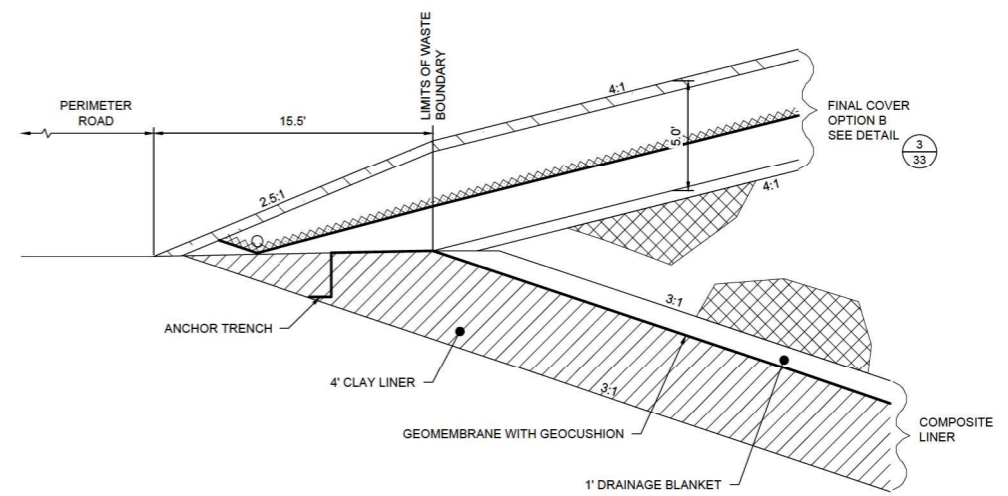 LIMITS OF WASTE
BOUNDARY
PERIMETER
ROAD
15.5'
4:1
FINAL COVER
OPTION B
SEE DETAIL
3
33
5.0'
2.5:1
4:1
3:1
ANCHOR TRENCH
4' CLAY LINER
3:1
GEOMEMBRANE WITH GEOCUSHION
COMPOSITE
LINER
1' DRAINAGE BLANKET